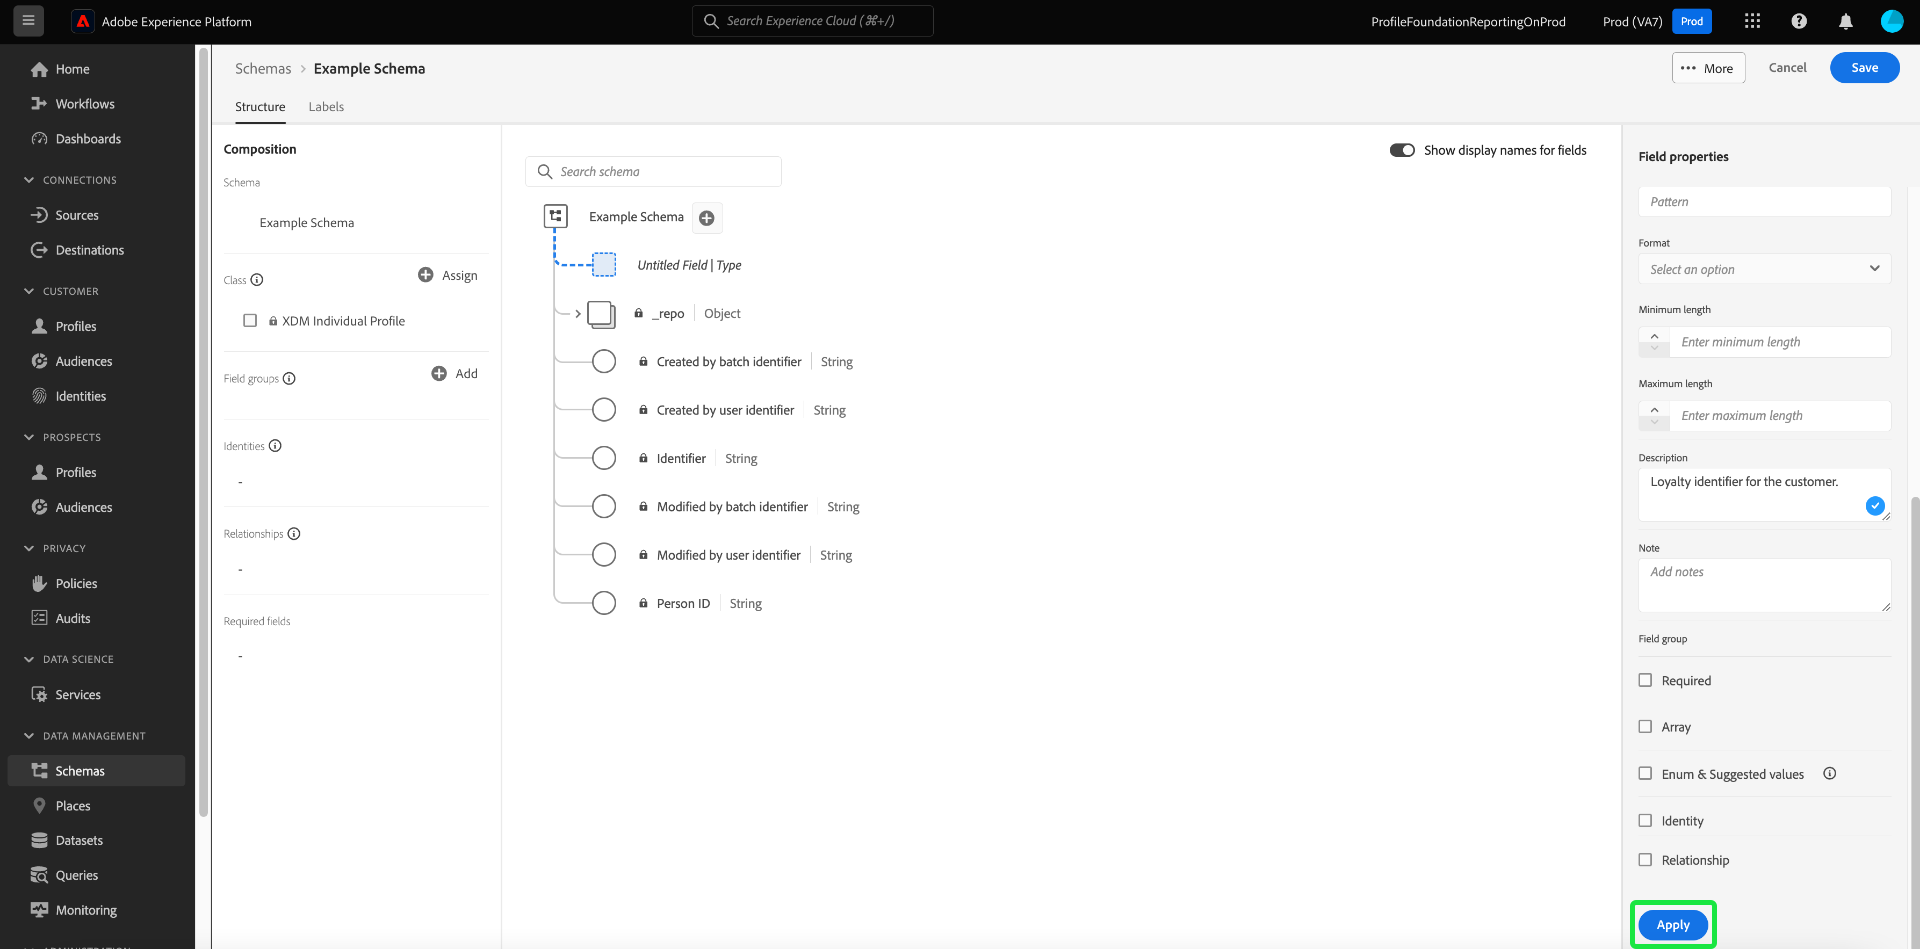 Adobe Experience Platform
Search Experience Cloud (⌘+/)
ProfileFoundationReportingOnProd
Prod (VA7)
Prod
Home
Workflows
Dashboards
CONNECTIONS
Sources
Destinations
CUSTOMER
Profiles
Audiences
Identities
PROSPECTS
Profiles
Audiences
PRIVACY
Policies
Audits
DATA SCIENCE
Services
DATA MANAGEMENT
Schemas
Places
Datasets
Queries
Monitoring
ADMINISTRATION
Schemas > Example Schema
More
Cancel
Save
Structure
Labels
Composition
Schema
Example Schema
Class
Assign
XDM Individual Profile
Field groups
Add
Identities
-
Relationships
-
Required fields
-
Search schema
Show display names for fields
Example Schema
Untitled Field | Type
_repo | Object
Created by batch identifier | String
Created by user identifier | String
Identifier | String
Modified by batch identifier | String
Modified by user identifier | String
Person ID | String
Field properties
Pattern
Format
Select an option
Minimum length
Enter minimum length
Maximum length
Enter maximum length
Description
Loyalty identifier for the customer.
Note
Add notes
Field group
Required
Array
Enum & Suggested values
Identity
Relationship
Apply